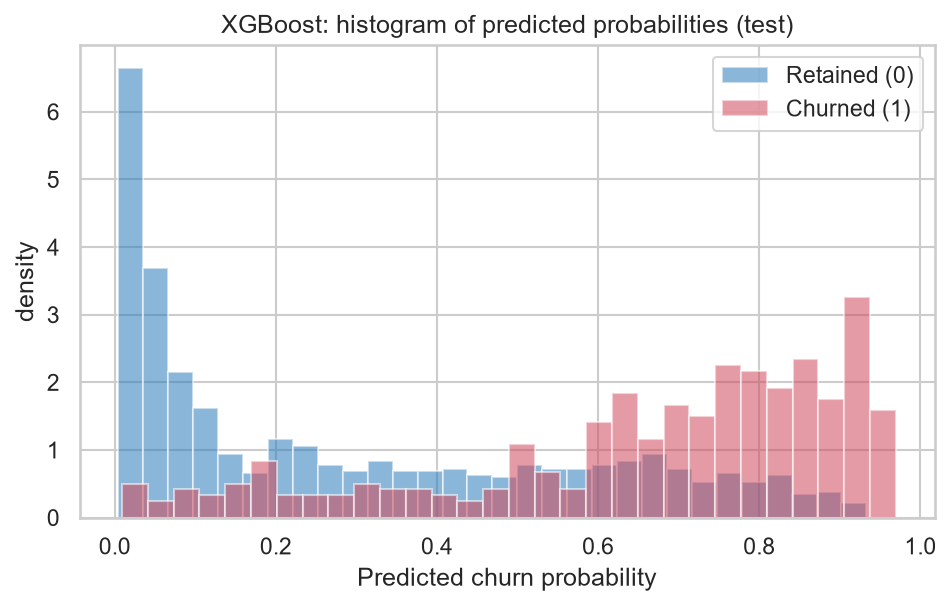 XGBoost: histogram of predicted probabilities (test)
Retained (0)
Churned (1)
density
6
5
4
3
2
1
0
0.0 0.2 0.4 0.6 0.8 1.0
Predicted churn probability